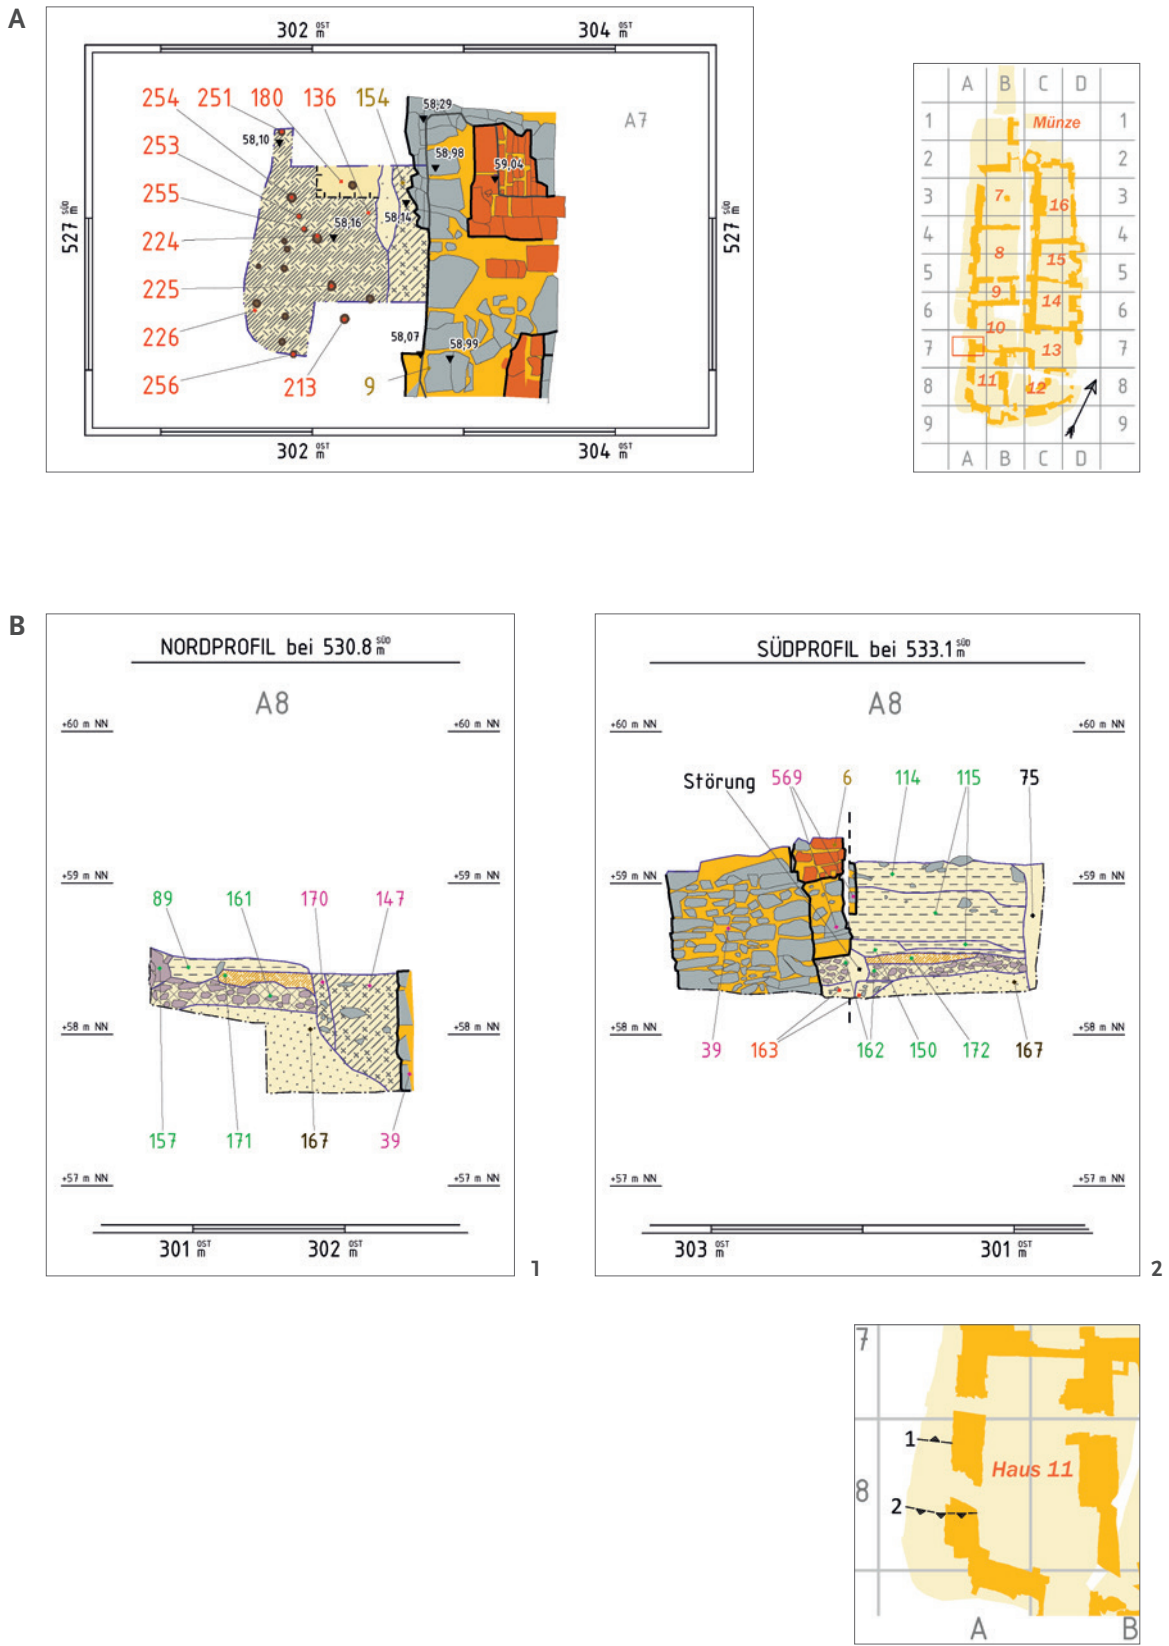 A
302 OST m 304 OST m
254 251 180 136 154
58,29
A7
58,10
253
58,98
59,04
255
58,16
58,14
527 m SÜD
527 m SÜD
224
225
226
58,07
58,99
256
213
9
302 OST m 304 OST m
A B C D
1 Münze 1
2 2
3 7 16 3
4 4
8 15
5 5
9 14
6 6
10
7 13 7
8 11 12 8
9 9
A B C D
B
NORDPROFIL bei 530.8 SÜD m
A8
+60 m NN +60 m NN
+59 m NN +59 m NN
89 161 170 147
+58 m NN +58 m NN
157 171 167 39
+57 m NN +57 m NN
301 OST m 302 OST m
1
SÜDPROFIL bei 533.1 SÜD m
A8
+60 m NN +60 m NN
Störung 569 6 114 115 75
+59 m NN +59 m NN
+58 m NN +58 m NN
39 163 162 150 172 167
+57 m NN +57 m NN
303 OST m 301 OST m
2
7
1
Haus 11
8
2
A B